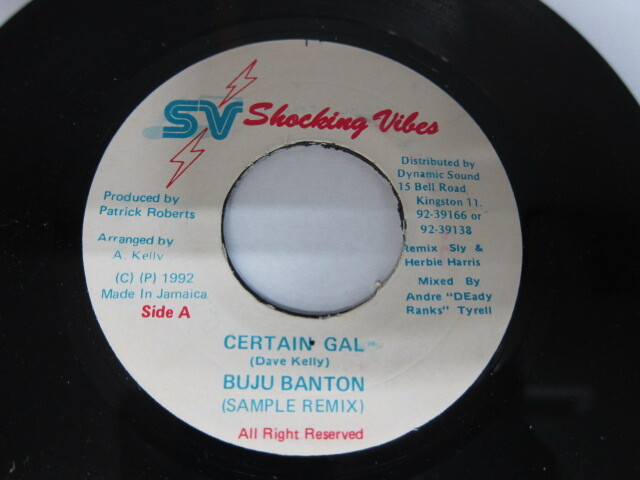 SV Shocking Vibes
Produced by
Patrick Roberts
Arranged by
A. Kelly
(C) (P) 1992
Made In Jamaica
Side A
Distributed by
Dynamic Sound
15 Bell Road
Kingston 11.
92-39166 or
92-39138
Remix Sly &
Herbie Harris
Mixed By
Andre "DEady
Ranks" Tyrell
CERTAIN GAL
(Dave Kelly)
BUJU BANTON
(SAMPLE REMIX)
All Right Reserved